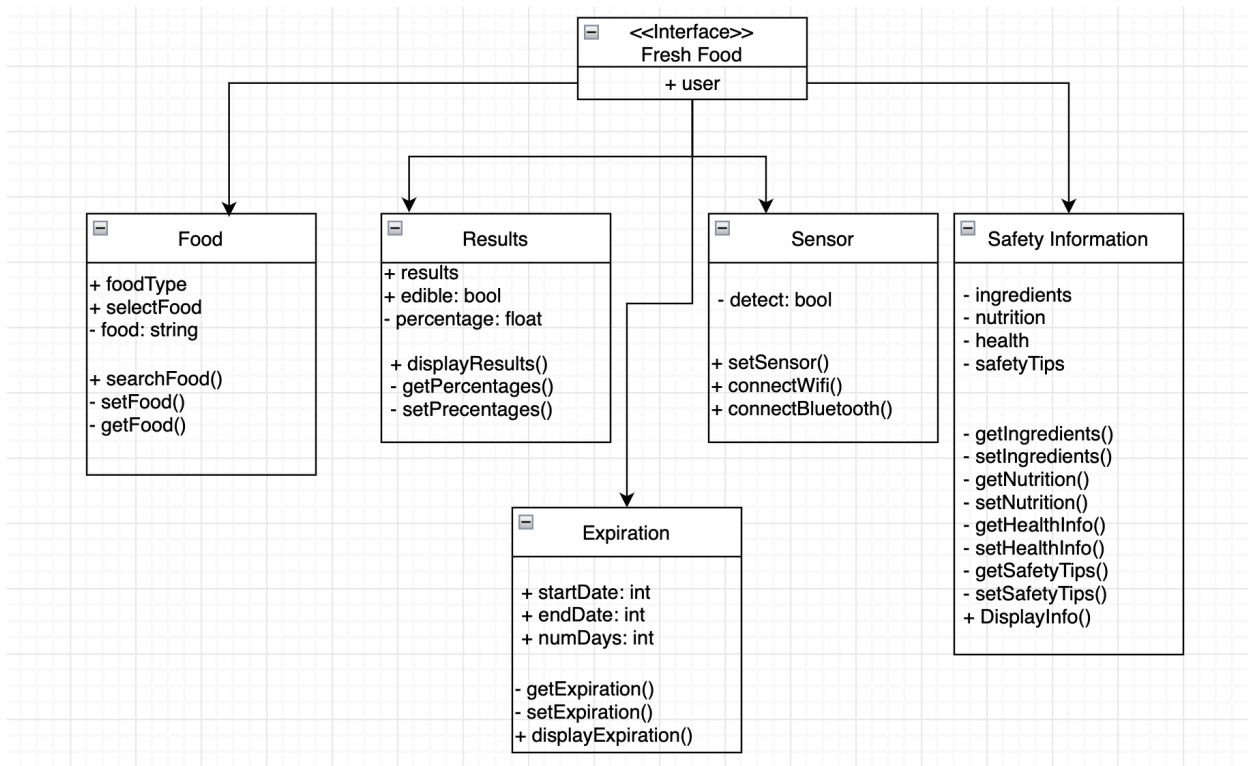 <<Interface>>
Fresh Food
+ user
Food
+ foodType
+ selectFood
- food: string
+ searchFood()
- setFood()
- getFood()
Results
+ results
+ edible: bool
- percentage: float
+ displayResults()
- getPercentages()
- setPrecentages()
Sensor
- detect: bool
+ setSensor()
+ connectWifi()
+ connectBluetooth()
Safety Information
- ingredients
- nutrition
- health
- safetyTips
- getIngredients()
- setIngredients()
- getNutrition()
- setNutrition()
- getHealthInfo()
- setHealthInfo()
- getSafetyTips()
- setSafetyTips()
+ DisplayInfo()
Expiration
+ startDate: int
+ endDate: int
+ numDays: int
- getExpiration()
- setExpiration()
+ displayExpiration()